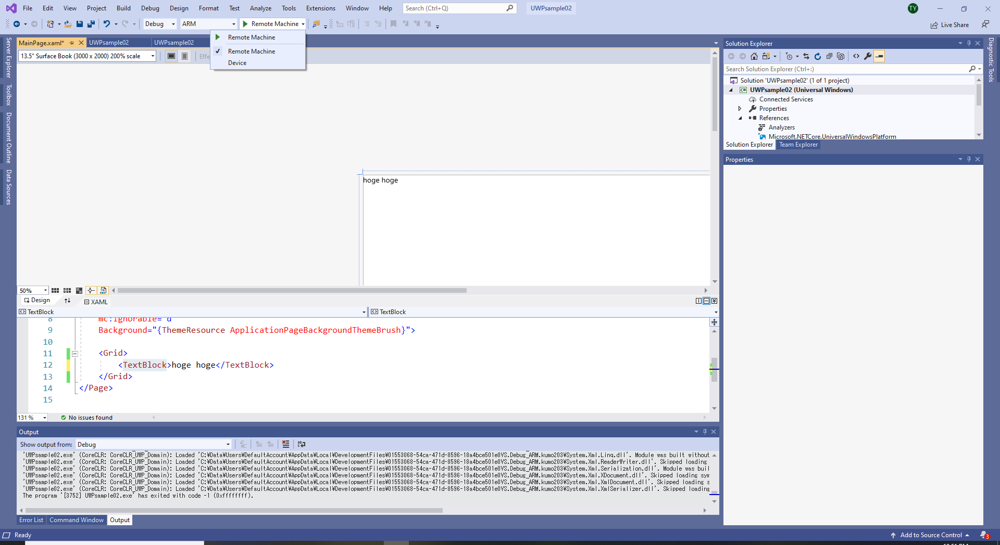 File Edit View Project Build Debug Design Format Test Analyze Tools Extensions Window Help Search (Ctrl+Q) UWPsample02 TY
Debug ARM Remote Machine Live Share
Remote Machine
Remote Machine
Device
MainPage.xaml* UWPsample02 UWPsample02
13.5" Surface Book (3000 x 2000) 200% scale Effe
Server Explorer
Toolbox
Document Outline
Data Sources
hoge hoge
50%
Design XAML
TextBlock TextBlock
8 mc:Ignorable="d"
9 Background="{ThemeResource ApplicationPageBackgroundThemeBrush}">
10
11 <Grid>
12 <TextBlock>hoge hoge</TextBlock>
13 </Grid>
14 </Page>
15
131 % No issues found
Output
Show output from: Debug
'UWPsample02.exe' (CoreCLR: CoreCLR_UWP_Domain): Loaded 'C:¥Data¥Users¥DefaultAccount¥AppData¥Local¥DevelopmentFiles¥01553068-54ca-471d-8596-18a4bce501e0VS.Debug_ARM.kumo203¥System.Xml.Linq.dll'. Module was built without
'UWPsample02.exe' (CoreCLR: CoreCLR_UWP_Domain): Loaded 'C:¥Data¥Users¥DefaultAccount¥AppData¥Local¥DevelopmentFiles¥01553068-54ca-471d-8596-18a4bce501e0VS.Debug_ARM.kumo203¥System.Xml.ReaderWriter.dll'. Skipped loading
'UWPsample02.exe' (CoreCLR: CoreCLR_UWP_Domain): Loaded 'C:¥Data¥Users¥DefaultAccount¥AppData¥Local¥DevelopmentFiles¥01553068-54ca-471d-8596-18a4bce501e0VS.Debug_ARM.kumo203¥System.Xml.Serialization.dll'. Module was buil
'UWPsample02.exe' (CoreCLR: CoreCLR_UWP_Domain): Loaded 'C:¥Data¥Users¥DefaultAccount¥AppData¥Local¥DevelopmentFiles¥01553068-54ca-471d-8596-18a4bce501e0VS.Debug_ARM.kumo203¥System.Xml.XDocument.dll'. Skipped loading sym
'UWPsample02.exe' (CoreCLR: CoreCLR_UWP_Domain): Loaded 'C:¥Data¥Users¥DefaultAccount¥AppData¥Local¥DevelopmentFiles¥01553068-54ca-471d-8596-18a4bce501e0VS.Debug_ARM.kumo203¥System.Xml.XmlDocument.dll'. Skipped loading s
'UWPsample02.exe' (CoreCLR: CoreCLR_UWP_Domain): Loaded 'C:¥Data¥Users¥DefaultAccount¥AppData¥Local¥DevelopmentFiles¥01553068-54ca-471d-8596-18a4bce501e0VS.Debug_ARM.kumo203¥System.Xml.XmlSerializer.dll'. Skipped loading
The program '[3752] UWPsample02.exe' has exited with code -1 (0xffffffff).
Error List Command Window Output
Solution Explorer
Search Solution Explorer (Ctrl+:)
Solution 'UWPsample02' (1 of 1 project)
C# UWPsample02 (Universal Windows)
Connected Services
Properties
References
Analyzers
Microsoft.NETCore.UniversalWindowsPlatform
Solution Explorer Team Explorer
Properties
Diagnostic Tools
Ready Add to Source Control 3